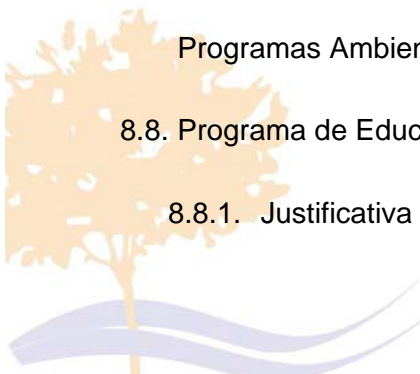 Programas Ambien
8.8. Programa de Educ
8.8.1. Justificativa